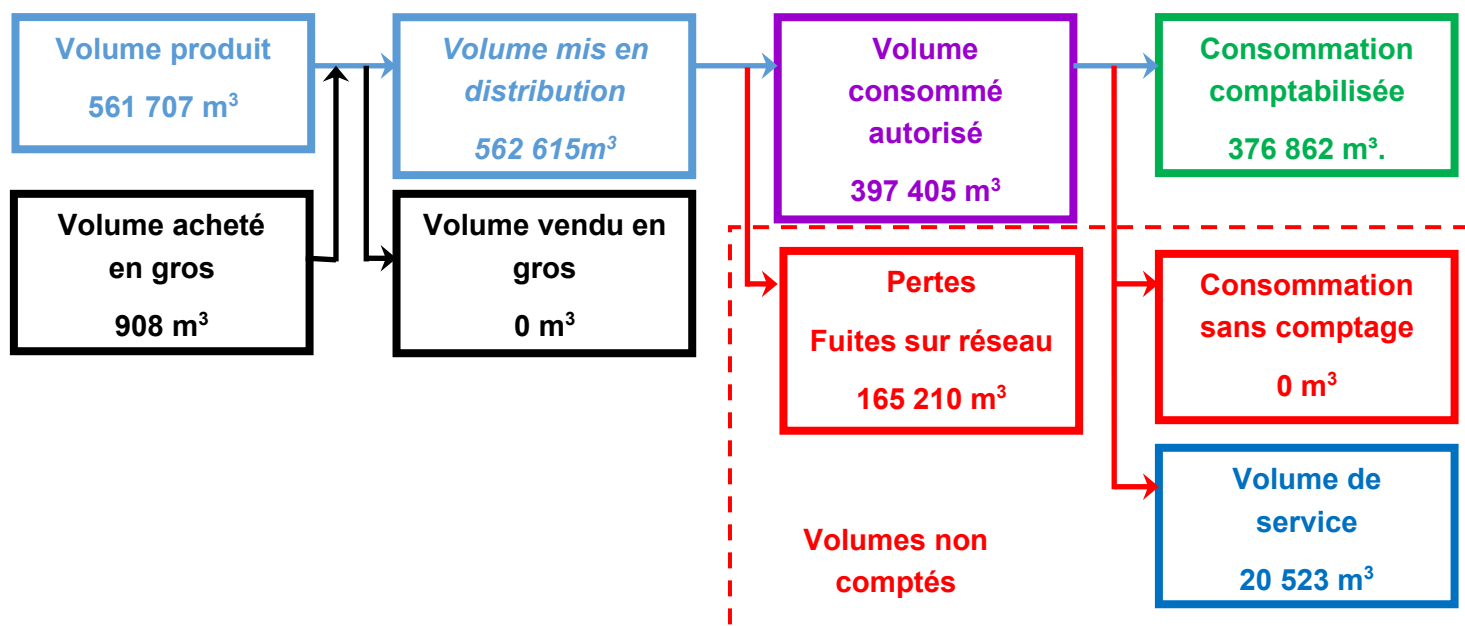 Volume produit
561 707 m³
Volume acheté
en gros
908 m³
Volume mis en
distribution
562 615m³
Volume vendu en
gros
0 m³
Volume
consommé
autorisé
397 405 m³
Pertes
Fuites sur réseau
165 210 m³
Volumes non
comptés
Consommation
comptabilisée
376 862 m³.
Consommation
sans comptage
0 m³
Volume de
service
20 523 m³